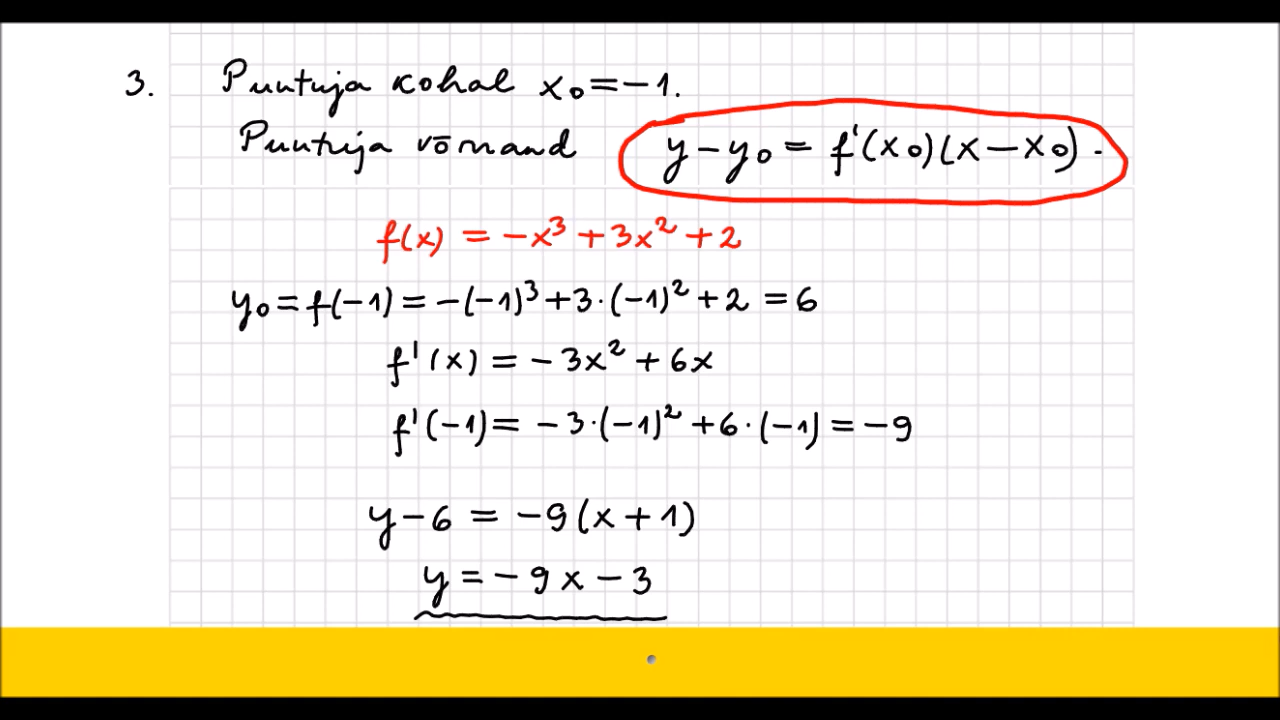 3. Puutuja kohal x₀ = −1.
Puutuja võrrand y − y₀ = f'(x₀)(x − x₀).
f(x) = −x³ + 3x² + 2
y₀ = f(−1) = −(−1)³ + 3·(−1)² + 2 = 6
f'(x) = −3x² + 6x
f'(−1) = −3·(−1)² + 6·(−1) = −9
y − 6 = −9(x + 1)
y = −9x − 3